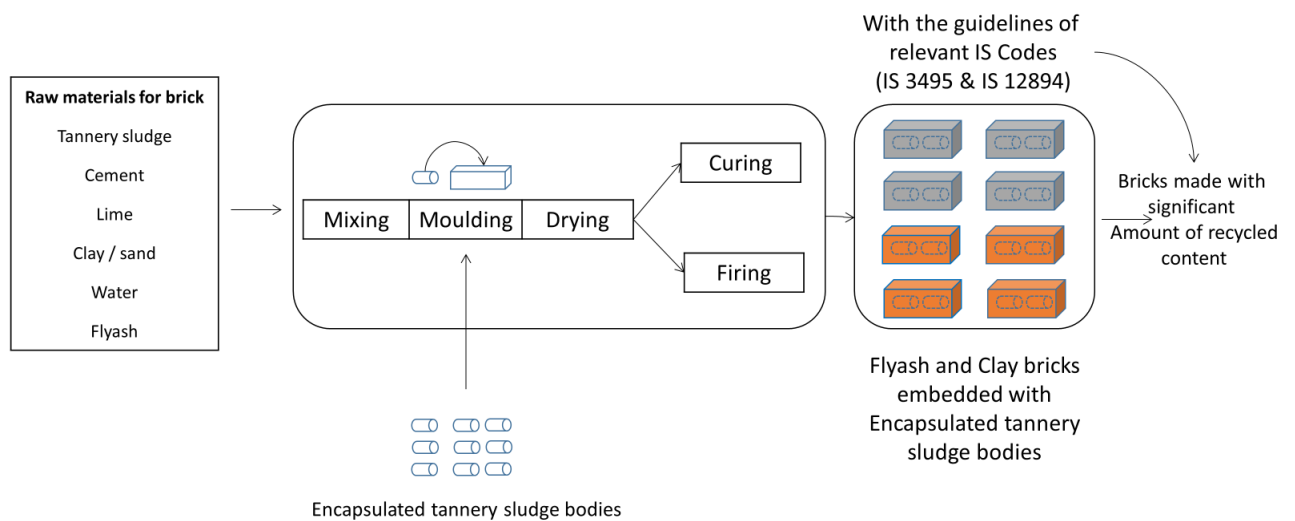 Raw materials for brick
Tannery sludge
Cement
Lime
Clay / sand
Water
Flyash
Mixing
Moulding
Drying
Curing
Firing
Encapsulated tannery sludge bodies
With the guidelines of
relevant IS Codes
(IS 3495 & IS 12894)
Flyash and Clay bricks
embedded with
Encapsulated tannery
sludge bodies
Bricks made with
significant
Amount of recycled
content